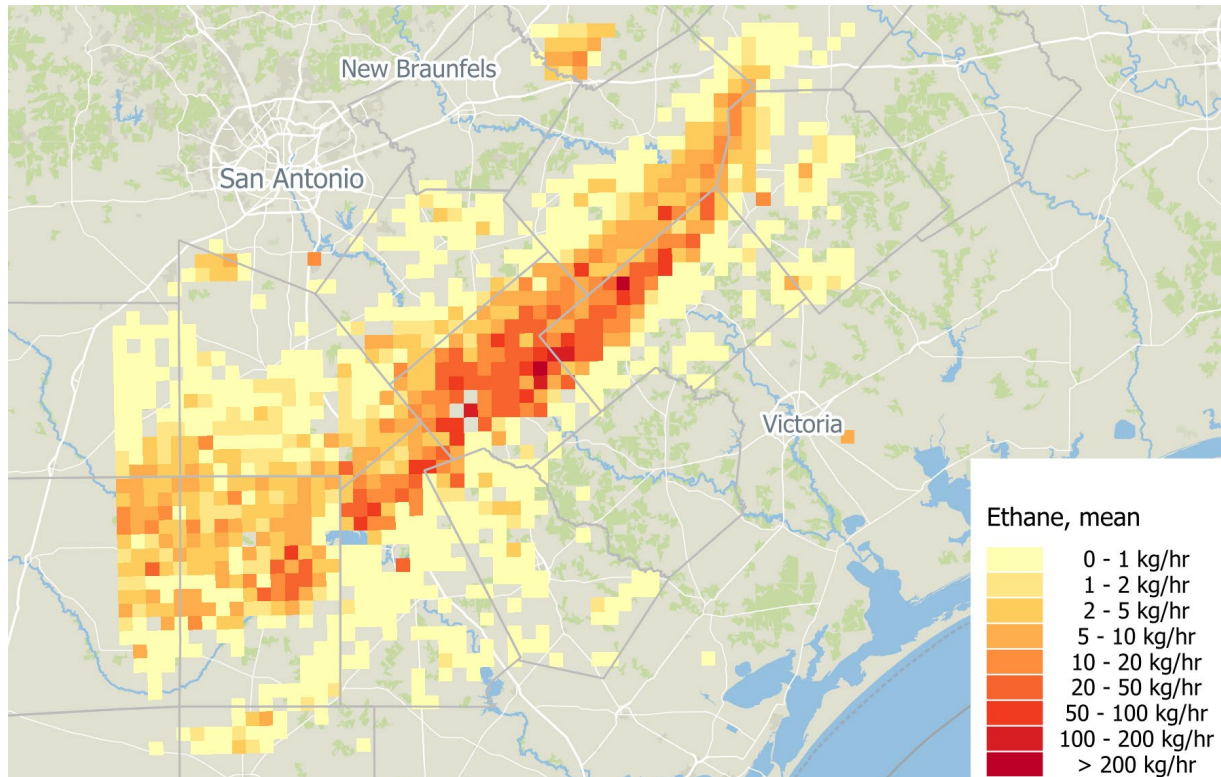 New Braunfels
San Antonio
Victoria
Ethane, mean
0 - 1 kg/hr
1 - 2 kg/hr
2 - 5 kg/hr
5 - 10 kg/hr
10 - 20 kg/hr
20 - 50 kg/hr
50 - 100 kg/hr
100 - 200 kg/hr
> 200 kg/hr